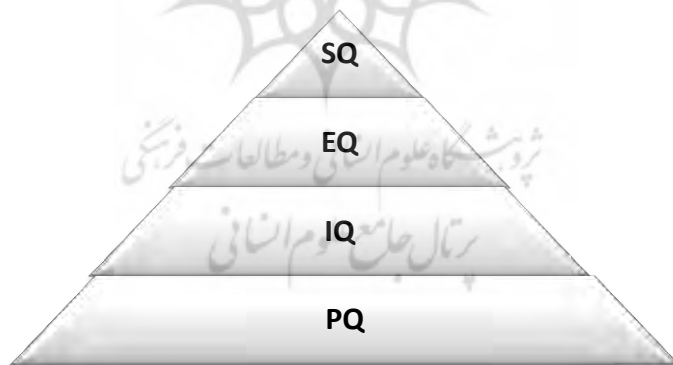 SQ
EQ
پژوهشگاه علوم انسانی و مطالعات فرهنگی
IQ
پرتال جامع علوم انسانی
PQ